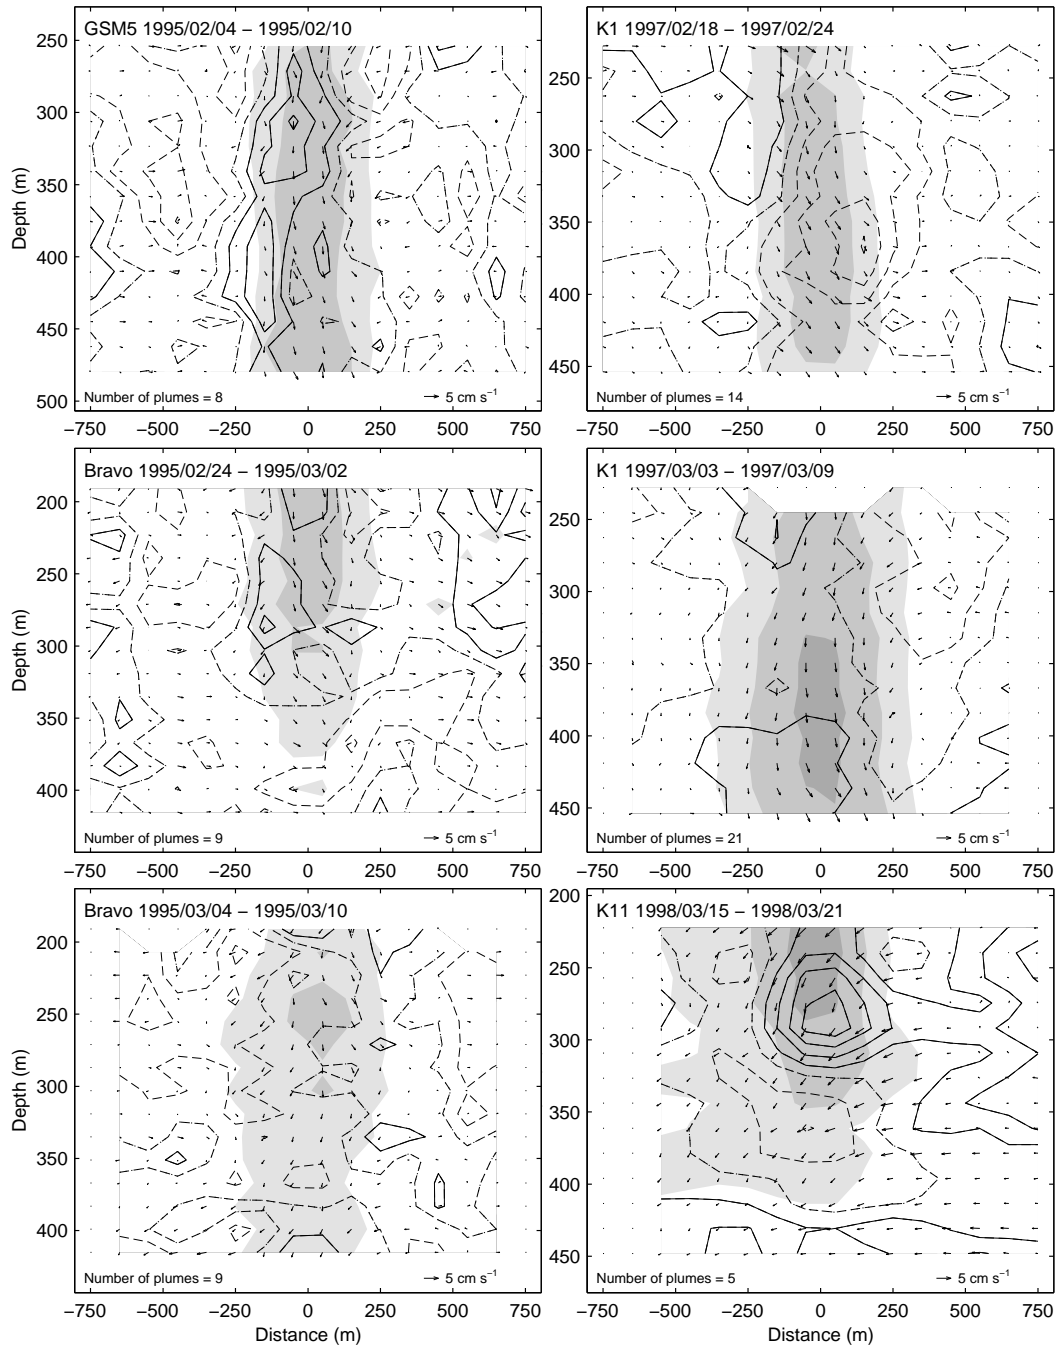 GSM5 1995/02/04 − 1995/02/10
250
300
350
400
450
500
Depth (m)
Number of plumes = 8
5 cm s⁻¹
−750 −500 −250 0 250 500 750
K1 1997/02/18 − 1997/02/24
250
300
350
400
450
Number of plumes = 14
5 cm s⁻¹
−750 −500 −250 0 250 500 750
Bravo 1995/02/24 − 1995/03/02
200
250
300
350
400
Depth (m)
Number of plumes = 9
5 cm s⁻¹
−750 −500 −250 0 250 500 750
K1 1997/03/03 − 1997/03/09
250
300
350
400
450
Number of plumes = 21
5 cm s⁻¹
−750 −500 −250 0 250 500 750
Bravo 1995/03/04 − 1995/03/10
200
250
300
350
400
Depth (m)
Number of plumes = 9
5 cm s⁻¹
−750 −500 −250 0 250 500 750
Distance (m)
K11 1998/03/15 − 1998/03/21
200
250
300
350
400
450
Number of plumes = 5
5 cm s⁻¹
−750 −500 −250 0 250 500 750
Distance (m)